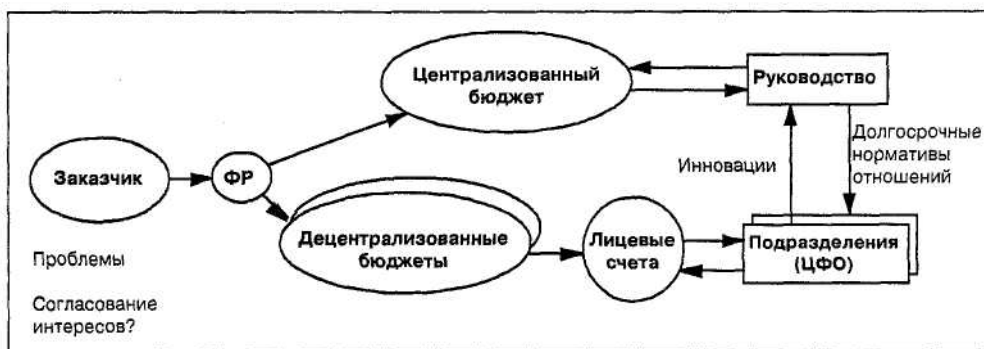 Централизованный
бюджет
Руководство
Заказчик
ФР
Инновации
Долгосрочные
нормативы
отношений
Децентрализованные
бюджеты
Лицевые
счета
Подразделения
(ЦФО)
Проблемы
Согласование
интересов?